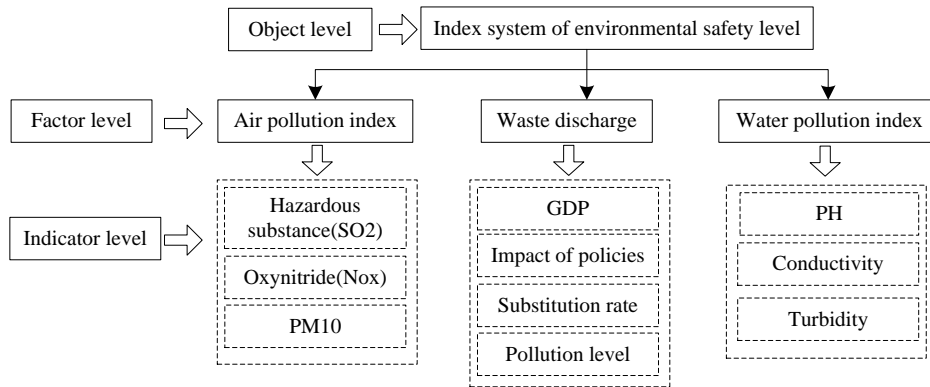 Object level
Index system of environmental safety level
Factor level
Air pollution index
Waste discharge
Water pollution index
Indicator level
Hazardous
substance(SO2)
Oxynitride(Nox)
PM10
GDP
Impact of policies
Substitution rate
Pollution level
PH
Conductivity
Turbidity